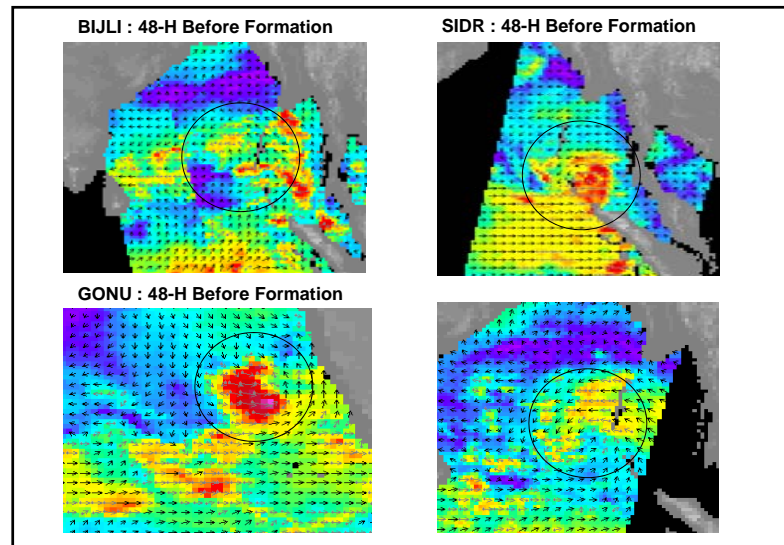 BIJLI : 48-H Before Formation
SIDR : 48-H Before Formation
GONU : 48-H Before Formation